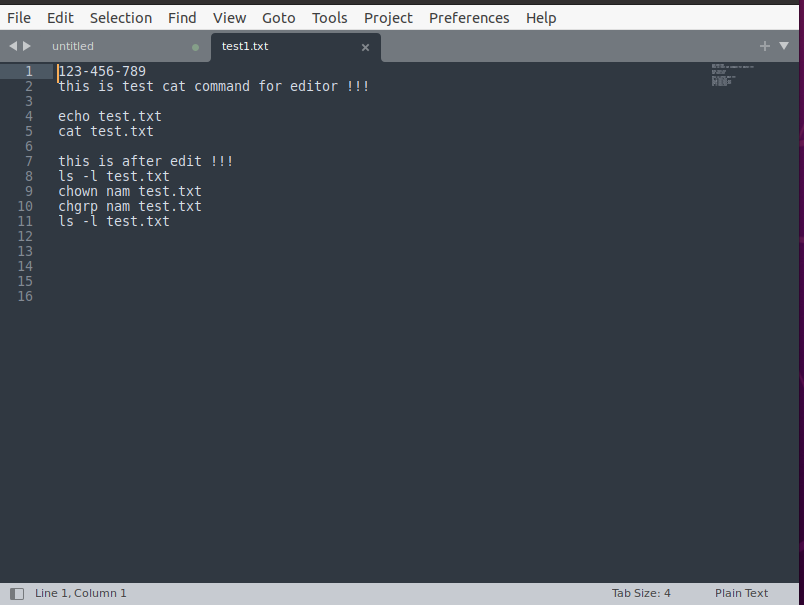 File Edit Selection Find View Goto Tools Project Preferences Help
untitled test1.txt
1 123-456-789
2 this is test cat command for editor !!!
3
4 echo test.txt
5 cat test.txt
6
7 this is after edit !!!
8 ls -l test.txt
9 chown nam test.txt
10 chgrp nam test.txt
11 ls -l test.txt
12
13
14
15
16
Line 1, Column 1 Tab Size: 4 Plain Text